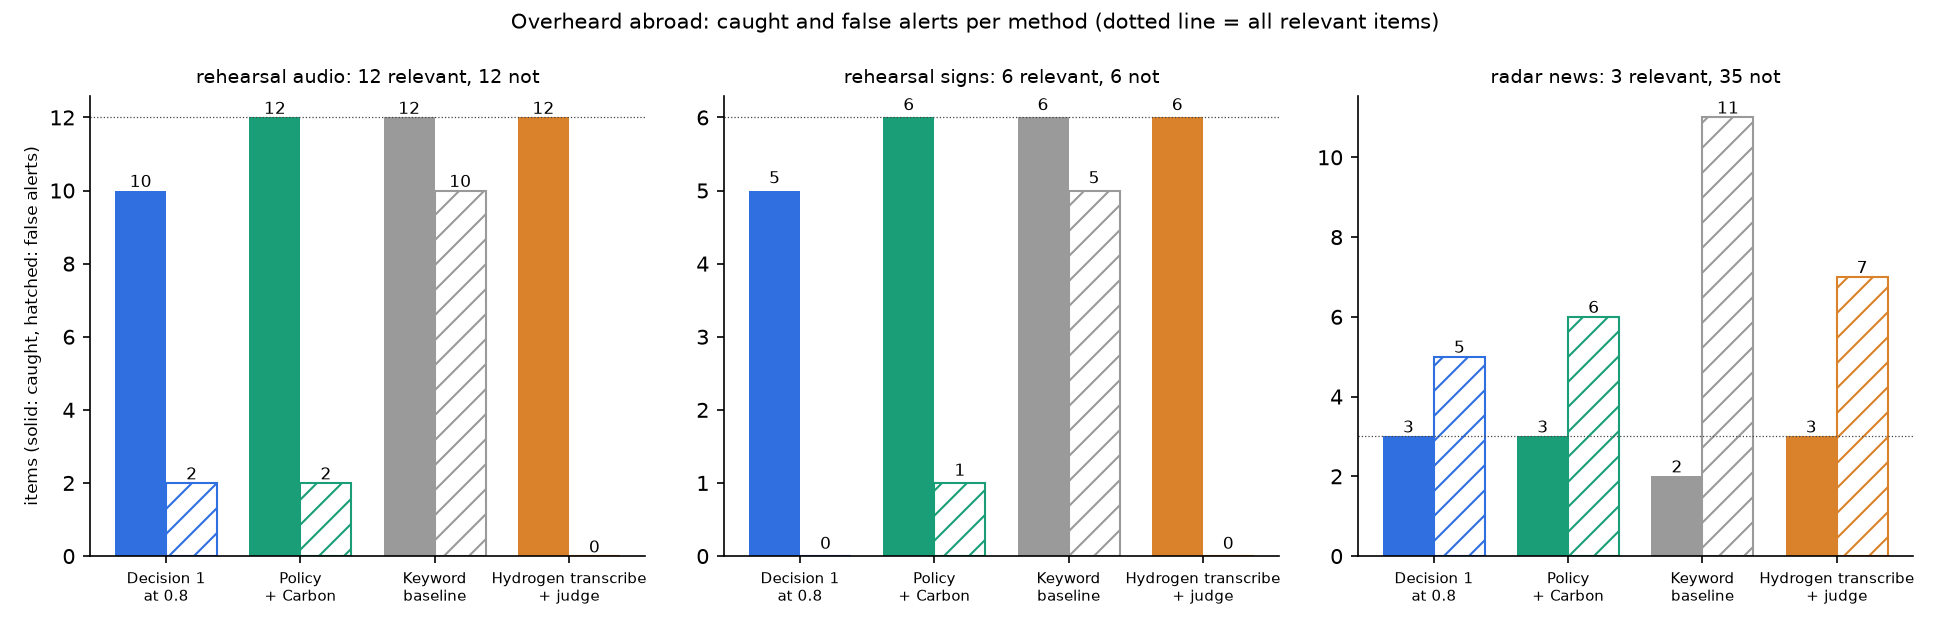 Overheard abroad: caught and false alerts per method (dotted line = all relevant items)
rehearsal audio: 12 relevant, 12 not
items (solid: caught, hatched: false alerts)
12
10
8
6
4
2
0
10
2
12
2
12
10
12
0
Decision 1
at 0.8
Policy
+ Carbon
Keyword
baseline
Hydrogen transcribe
+ judge
rehearsal signs: 6 relevant, 6 not
6
5
4
3
2
1
0
5
0
6
1
6
5
6
0
Decision 1
at 0.8
Policy
+ Carbon
Keyword
baseline
Hydrogen transcribe
+ judge
radar news: 3 relevant, 35 not
10
8
6
4
2
0
3
5
3
6
2
11
3
7
Decision 1
at 0.8
Policy
+ Carbon
Keyword
baseline
Hydrogen transcribe
+ judge